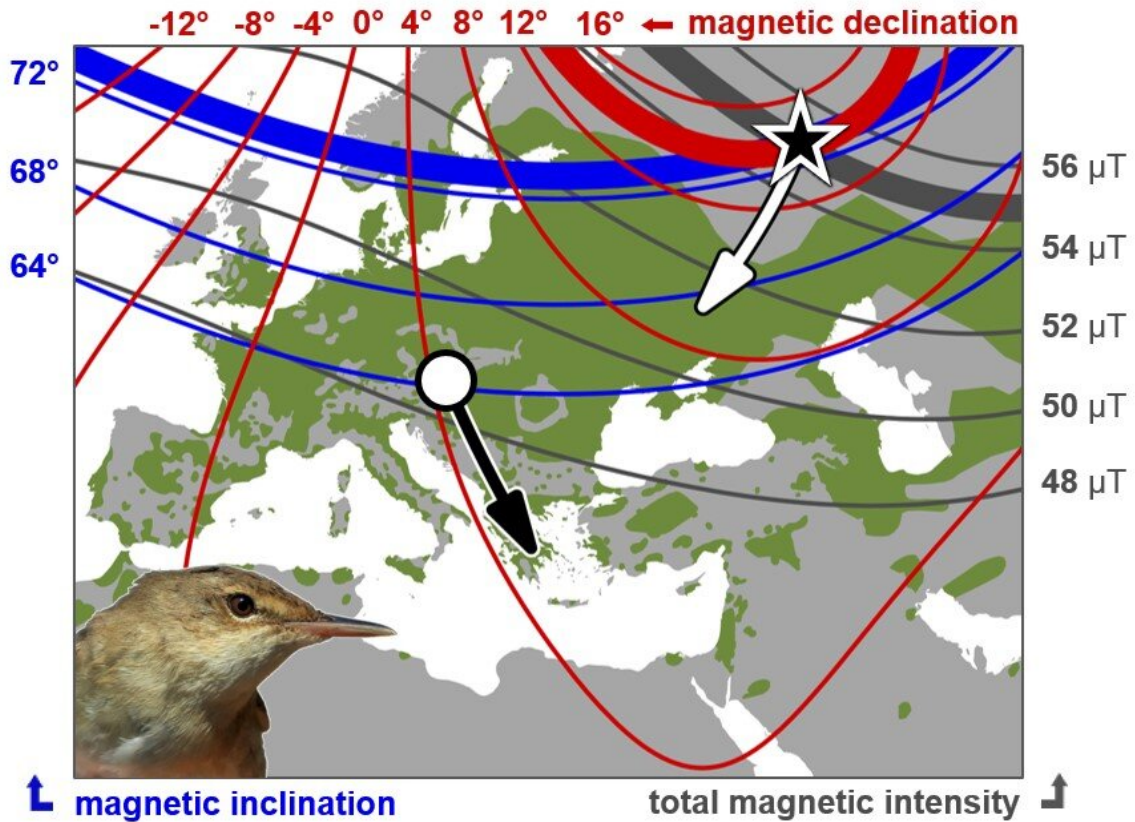 -12° -8° -4° 0° 4° 8° 12° 16° magnetic declination
72°
68°
64°
56 µT
54 µT
52 µT
50 µT
48 µT
magnetic inclination
total magnetic intensity